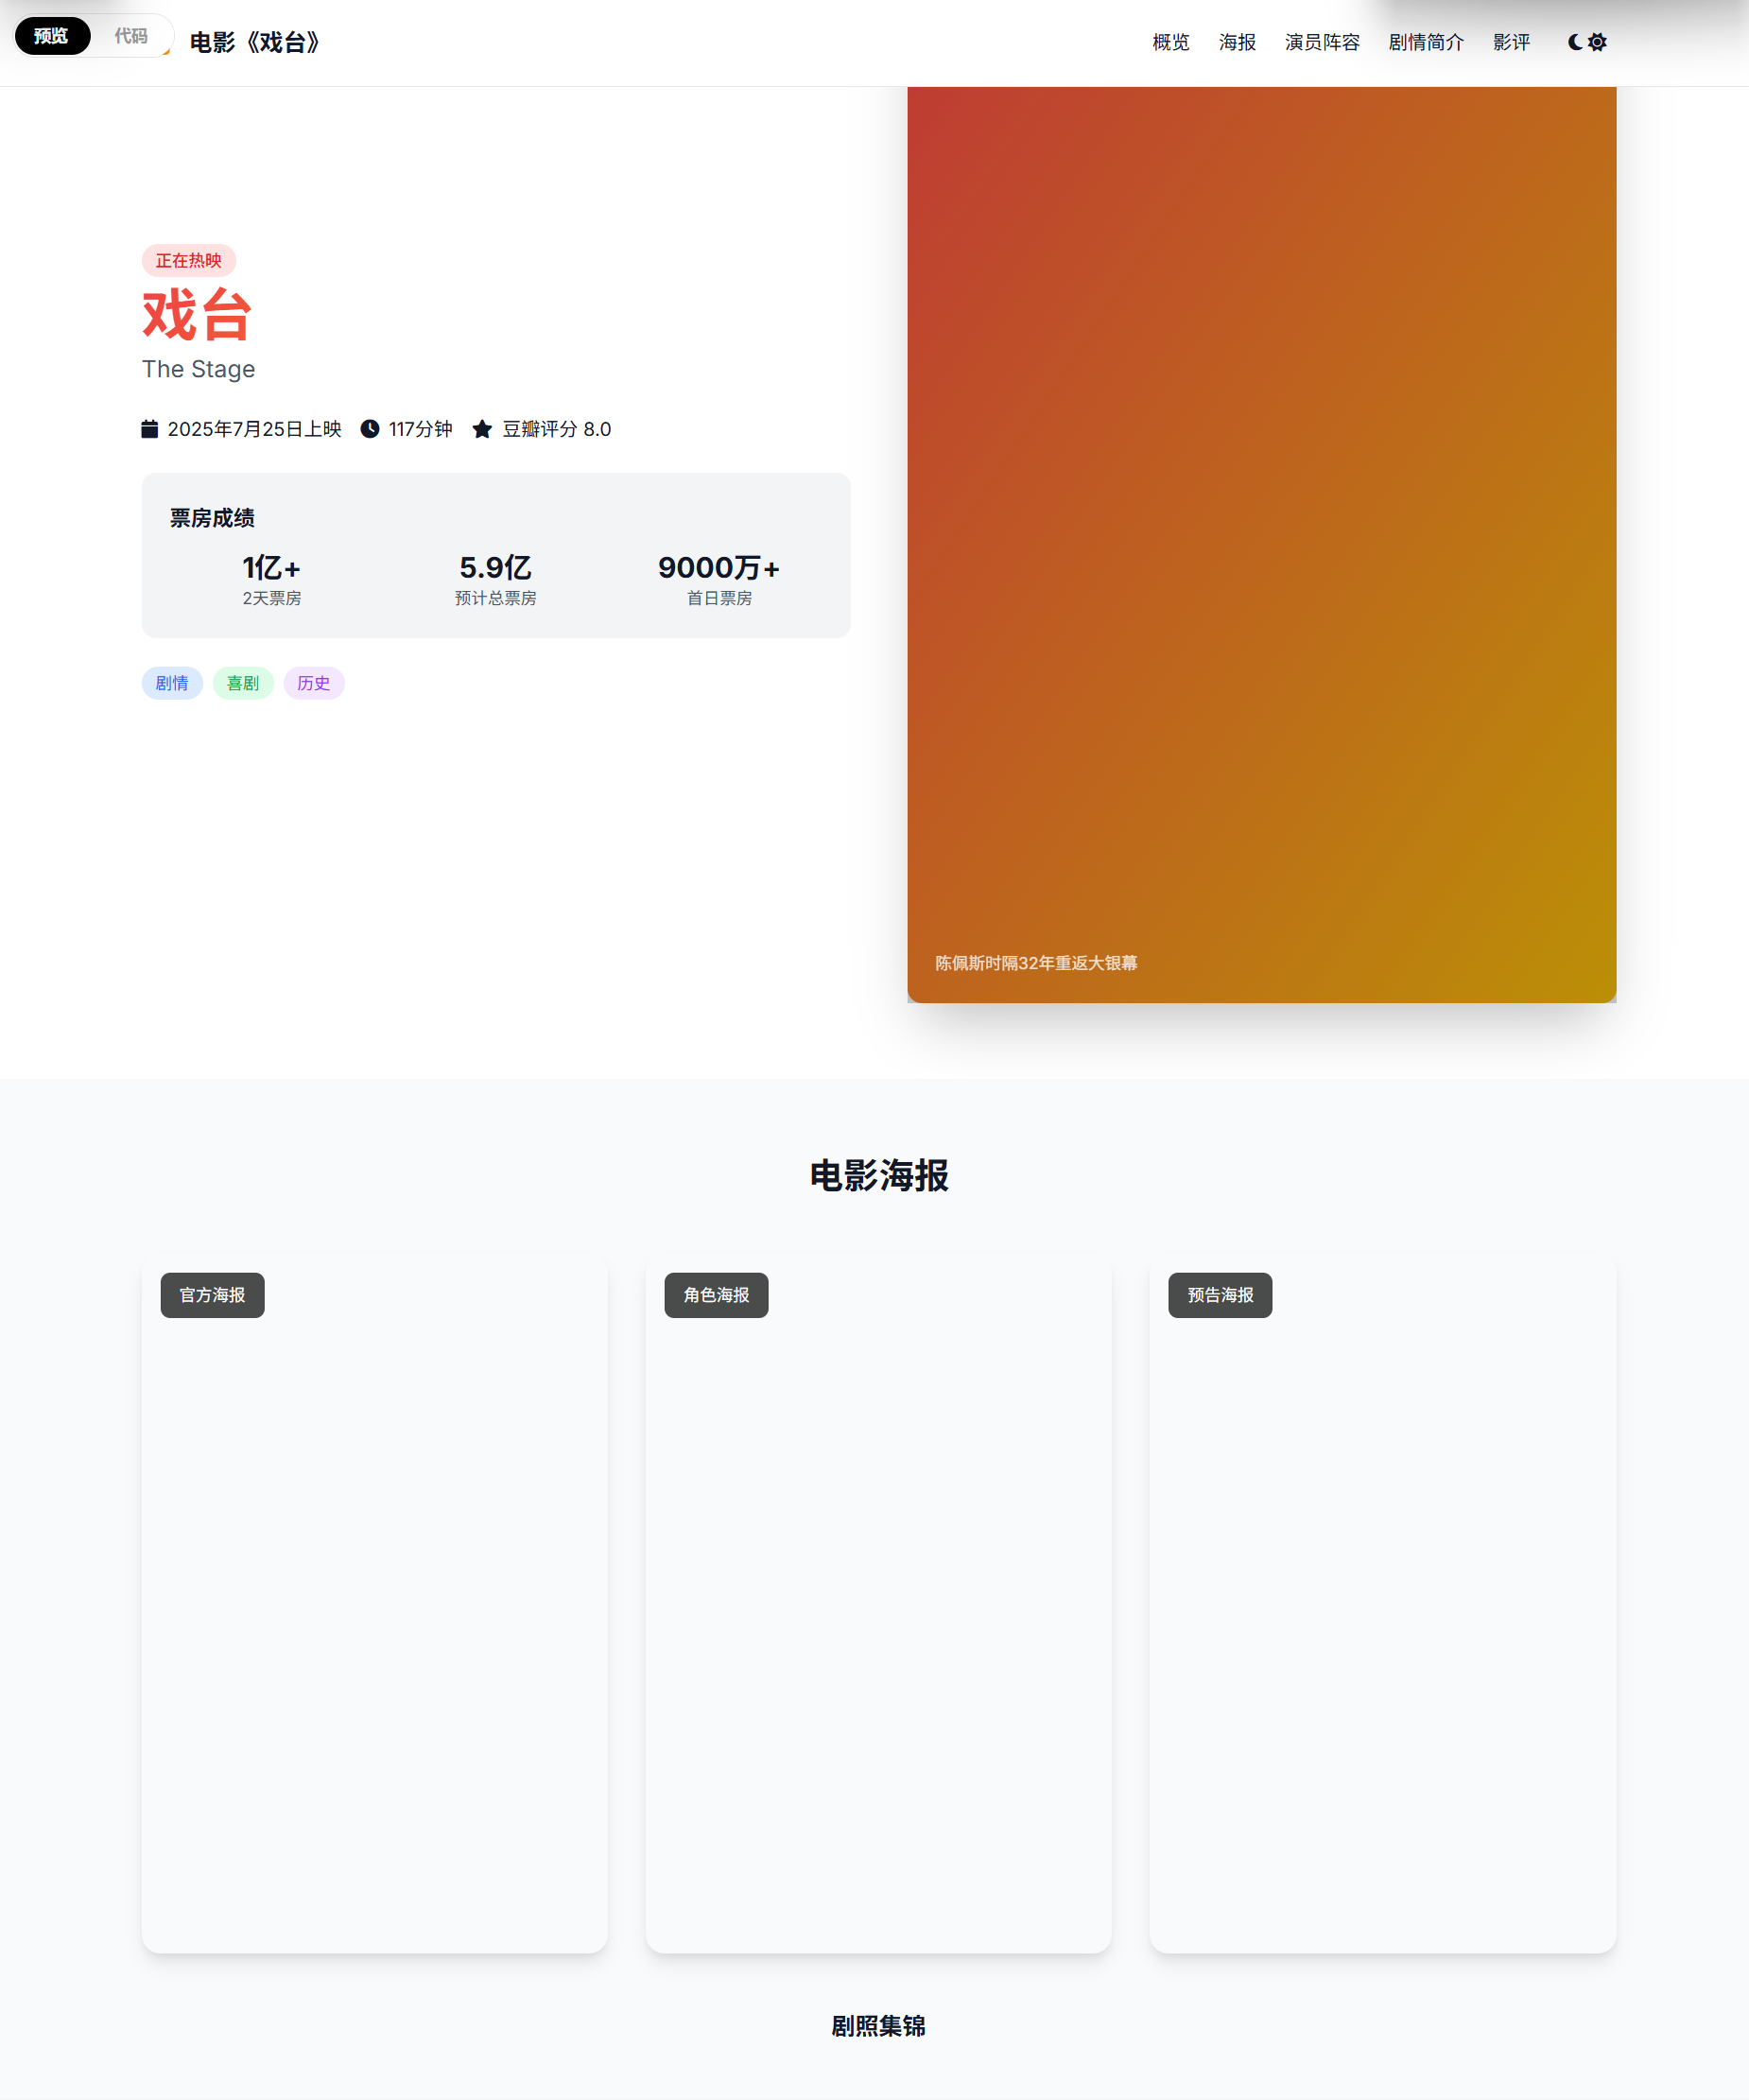 预览 代码 电影《戏台》 概览 海报 演员阵容 剧情简介 影评
正在热映
戏台
The Stage
2025年7月25日上映 117分钟 豆瓣评分 8.0
票房成绩
1亿+ 5.9亿 9000万+
2天票房 预计总票房 首日票房
剧情 喜剧 历史
陈佩斯时隔32年重返大银幕
电影海报
官方海报 角色海报 预告海报
剧照集锦